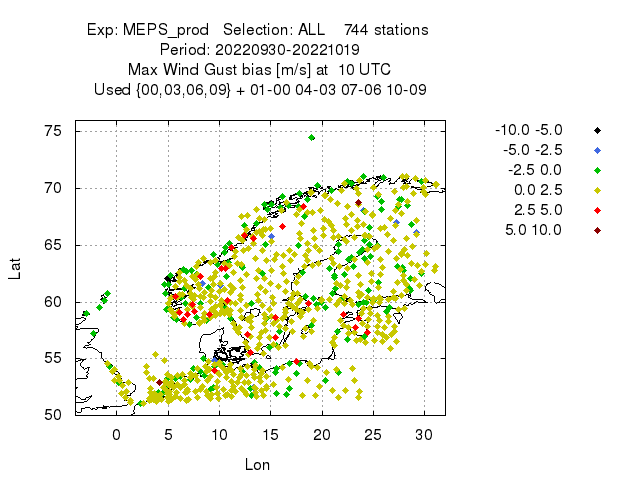 Exp: MEPS_prod   Selection: ALL    744 stations
Period: 20220930-20221019
Max Wind Gust bias [m/s] at  10 UTC
Used {00,03,06,09} + 01-00 04-03 07-06 10-09
-10.0 -5.0
-5.0 -2.5
-2.5 0.0
0.0 2.5
2.5 5.0
5.0 10.0
75
70
65
60
55
50
Lat
0 5 10 15 20 25 30
Lon